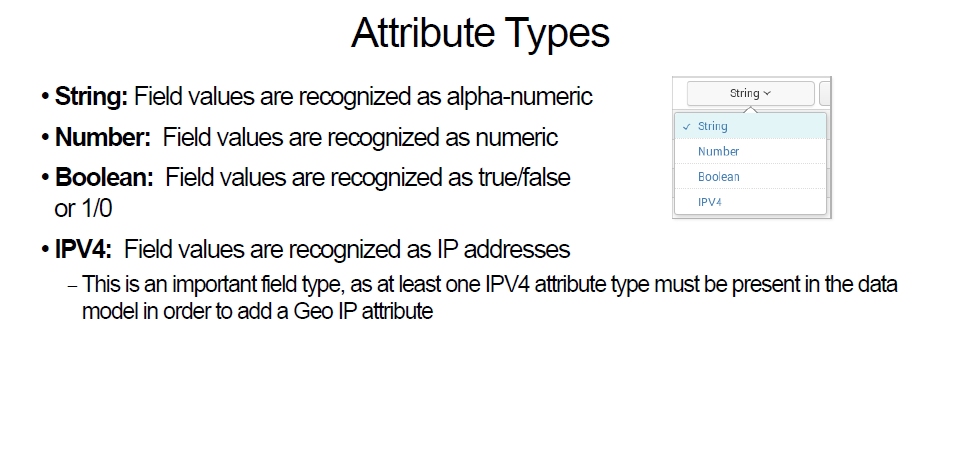 Attribute Types
• String: Field values are recognized as alpha-numeric
• Number: Field values are recognized as numeric
• Boolean: Field values are recognized as true/false
or 1/0
• IPV4: Field values are recognized as IP addresses
– This is an important field type, as at least one IPV4 attribute type must be present in the data
model in order to add a Geo IP attribute
String
String
Number
Boolean
IPV4